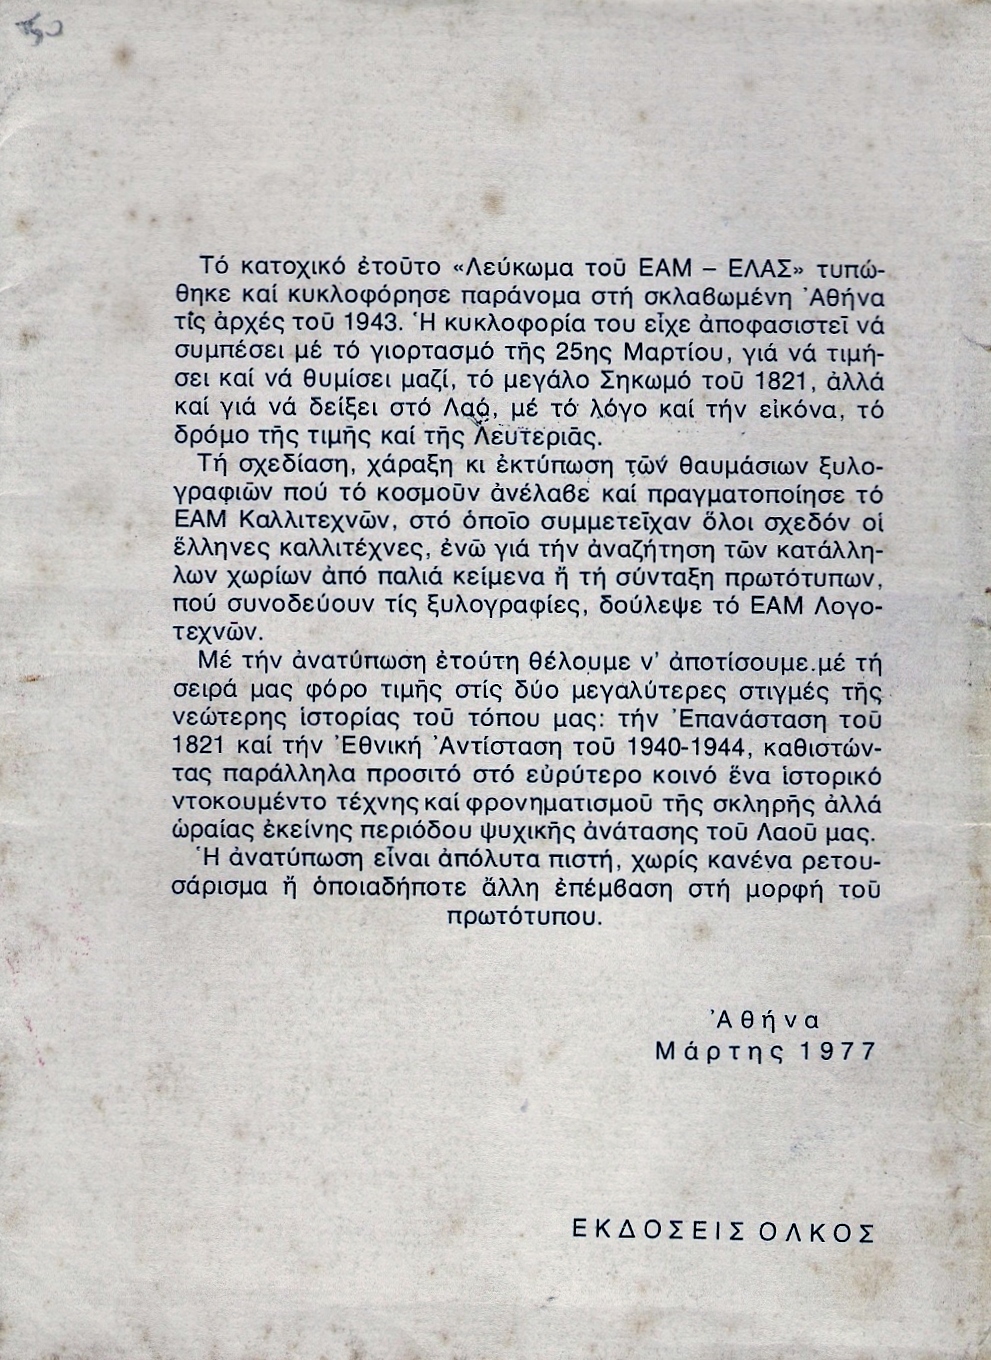 Τό κατοχικό ἐτοῦτο «Λεύκωμα τοῦ ΕΑΜ – ΕΛΑΣ» τυπώ-
θηκε καί κυκλοφόρησε παράνομα στή σκλαβωμένη Ἀθήνα
τίς ἀρχές τοῦ 1943. Ἡ κυκλοφορία του εἶχε ἀποφασιστεῖ νά
συμπέσει μέ τό γιορτασμό τῆς 25ης Μαρτίου, γιά νά τιμή-
σει καί νά θυμίσει μαζί, τό μεγάλο Σηκωμό τοῦ 1821, ἀλλά
καί γιά νά δείξει στό Λαό, μέ τό λόγο καί τήν εἰκόνα, τό
δρόμο τῆς τιμῆς καί τῆς Λευτεριᾶς.
Τή σχεδίαση, χάραξη κι ἐκτύπωση τῶν θαυμάσιων ξυλο-
γραφιῶν πού τό κοσμοῦν ἀνέλαβε καί πραγματοποίησε τό
ΕΑΜ Καλλιτεχνῶν, στό ὁποῖο συμμετεῖχαν ὅλοι σχεδόν οἱ
ἕλληνες καλλιτέχνες, ἐνῶ γιά τήν ἀναζήτηση τῶν κατάλλη-
λων χωρίων ἀπό παλιά κείμενα ἤ τή σύνταξη πρωτότυπων,
πού συνοδεύουν τίς ξυλογραφίες, δούλεψε τό ΕΑΜ Λογο-
τεχνῶν.
Μέ τήν ἀνατύπωση ἐτούτη θέλουμε ν' ἀποτίσουμε μέ τή
σειρά μας φόρο τιμῆς στίς δύο μεγαλύτερες στιγμές τῆς
νεώτερης ἱστορίας τοῦ τόπου μας: τήν Ἐπανάσταση τοῦ
1821 καί τήν Ἐθνική Ἀντίσταση τοῦ 1940-1944, καθιστών-
τας παράλληλα προσιτό στό εὐρύτερο κοινό ἕνα ἱστορικό
ντοκουμέντο τέχνης καί φρονηματισμοῦ τῆς σκληρῆς ἀλλά
ὡραίας ἐκείνης περιόδου ψυχικῆς ἀνάτασης τοῦ Λαοῦ μας.
Ἡ ἀνατύπωση εἶναι ἀπόλυτα πιστή, χωρίς κανένα ρετου-
σάρισμα ἤ ὁποιαδήποτε ἄλλη ἐπέμβαση στή μορφή τοῦ
πρωτότυπου.
Ἀθήνα
Μάρτης 1977
ΕΚΔΟΣΕΙΣ ΟΛΚΟΣ